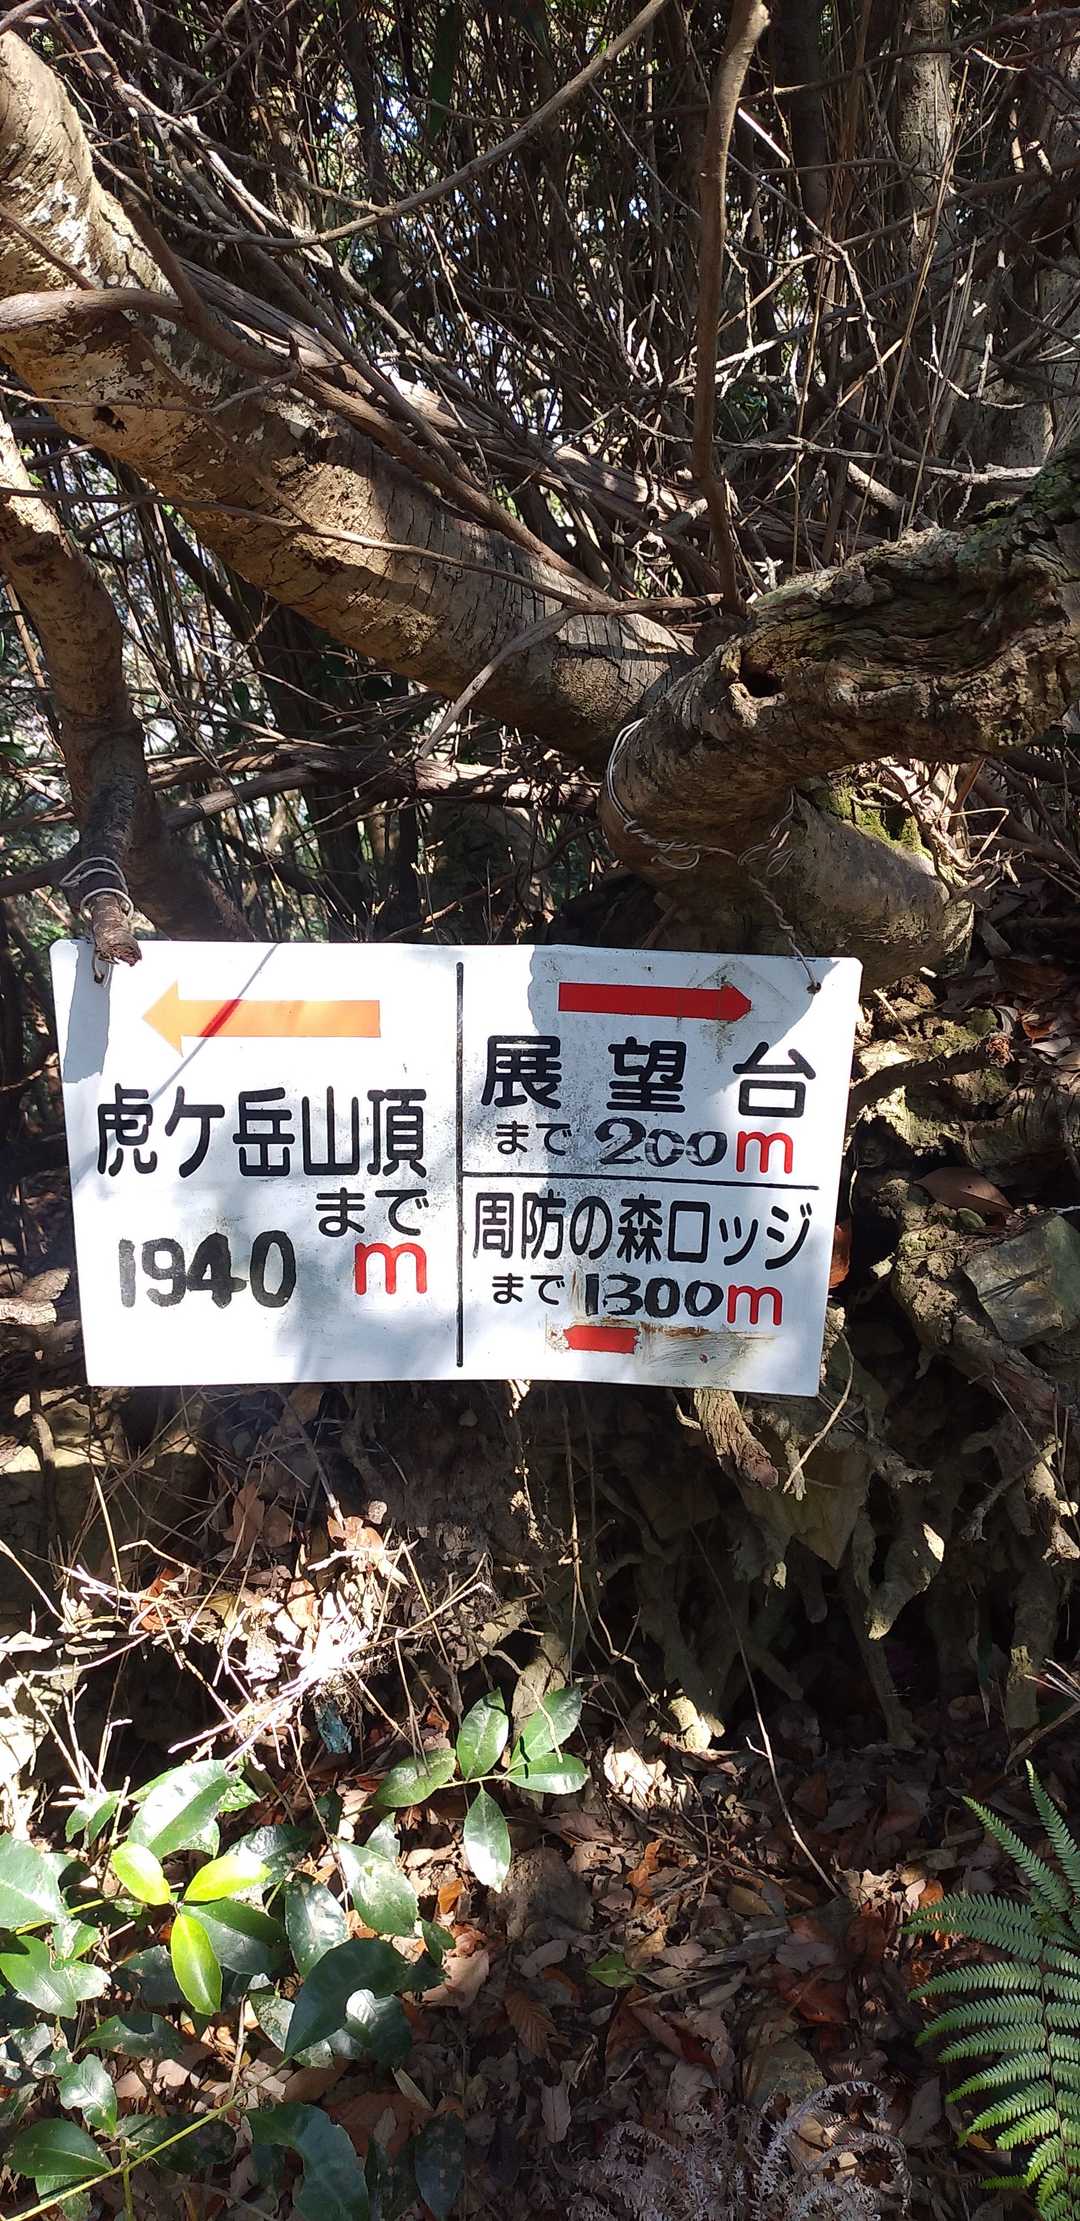 虎ケ岳山頂
まで
1940 m
展望台
まで 200m
周防の森ロッジ
まで 1300m